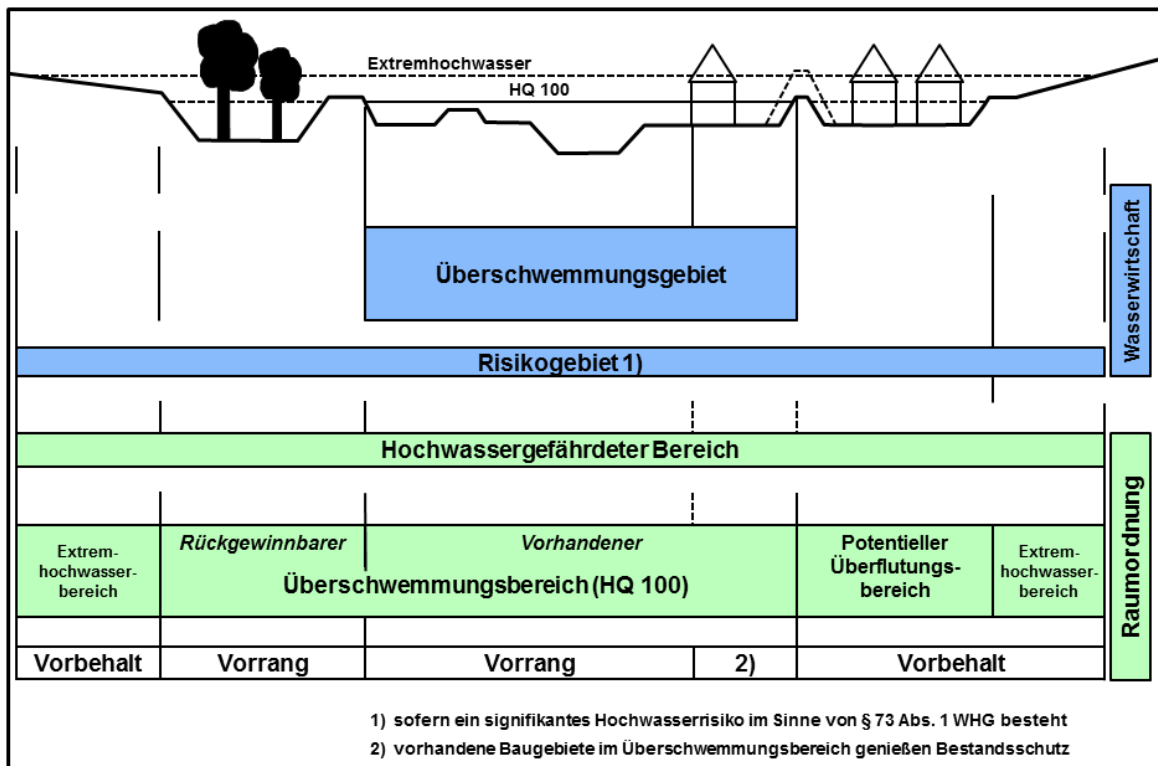 Extremhochwasser
HQ 100
Überschwemmungsgebiet
Risikogebiet 1)
Wasserwirtschaft
Hochwassergefährdeter Bereich
Extrem-
hochwasser-
bereich
Rückgewinnbarer
Vorhandener
Überschwemmungsbereich (HQ 100)
Potentieller
Überflutungs-
bereich
Extrem-
hochwasser-
bereich
Raumordnung
Vorbehalt
Vorrang
Vorrang
2)
Vorbehalt
1) sofern ein signifikantes Hochwasserrisiko im Sinne von § 73 Abs. 1 WHG besteht
2) vorhandene Baugebiete im Überschwemmungsbereich genießen Bestandsschutz